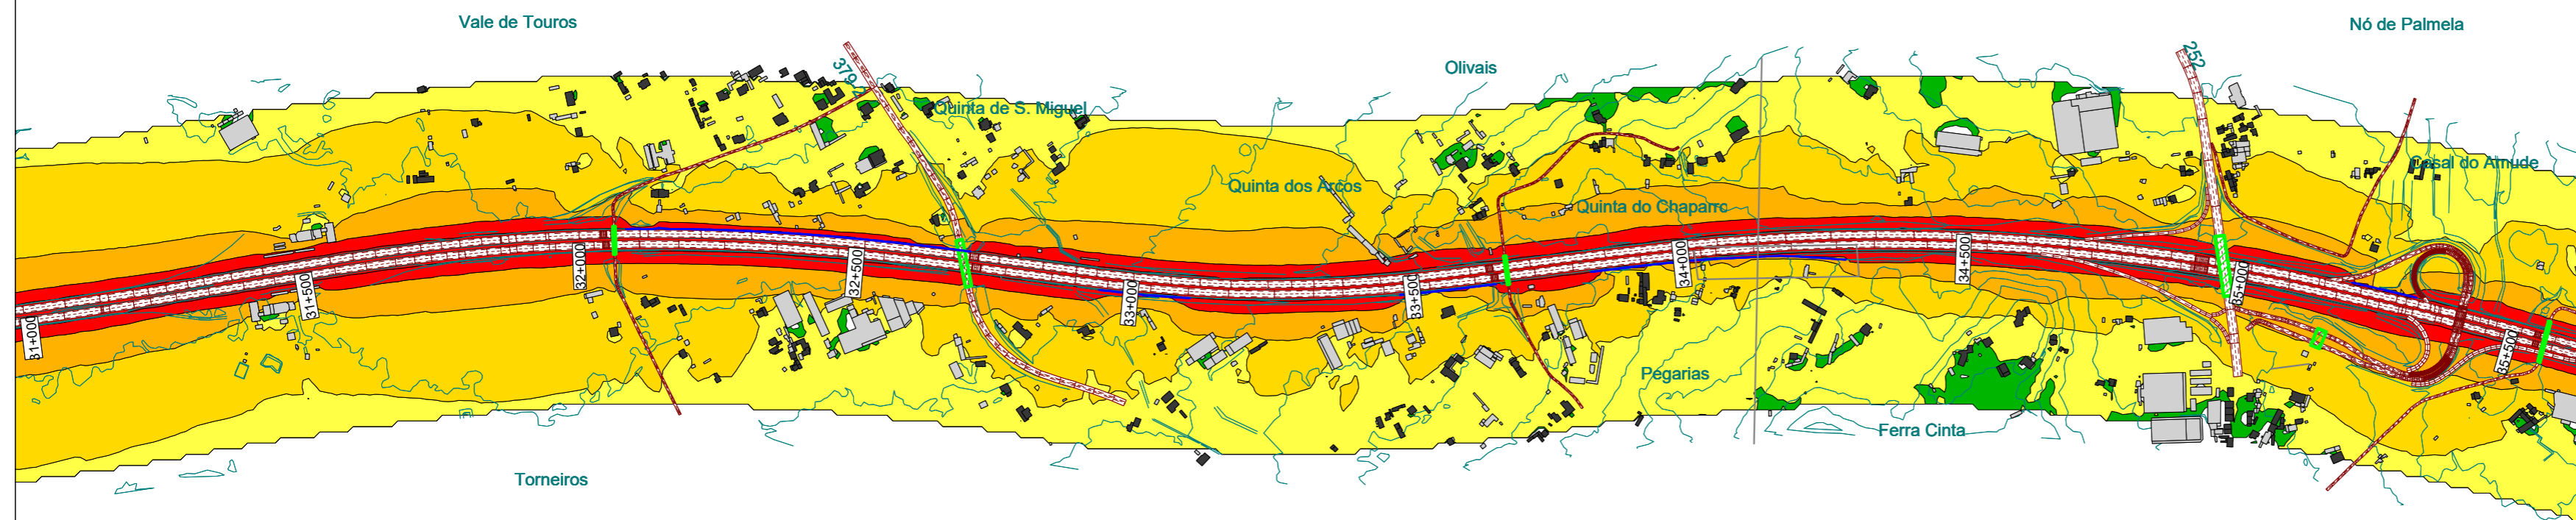 Vale de Touros
Nó de Palmela
Olivais
252
Quinta de S. Miguel
Casal do Almude
Quinta dos Arcos
Quinta do Chaparro
31+000
31+500
32+000
32+500
33+000
33+500
34+000
34+500
35+000
35+500
Pegarias
Ferra Cinta
Torneiros